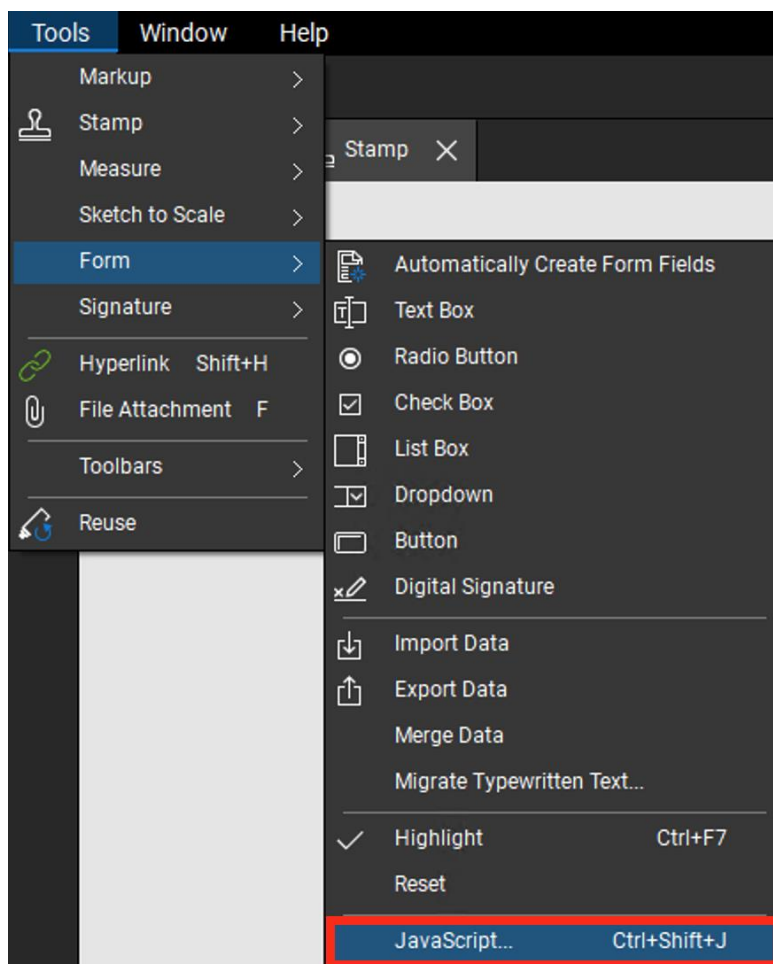 Tools Window Help
Markup
Stamp
Measure
Sketch to Scale
Form
Signature
Hyperlink Shift+H
File Attachment F
Toolbars
Reuse
Stamp
Automatically Create Form Fields
Text Box
Radio Button
Check Box
List Box
Dropdown
Button
Digital Signature
Import Data
Export Data
Merge Data
Migrate Typewritten Text...
Highlight Ctrl+F7
Reset
JavaScript... Ctrl+Shift+J